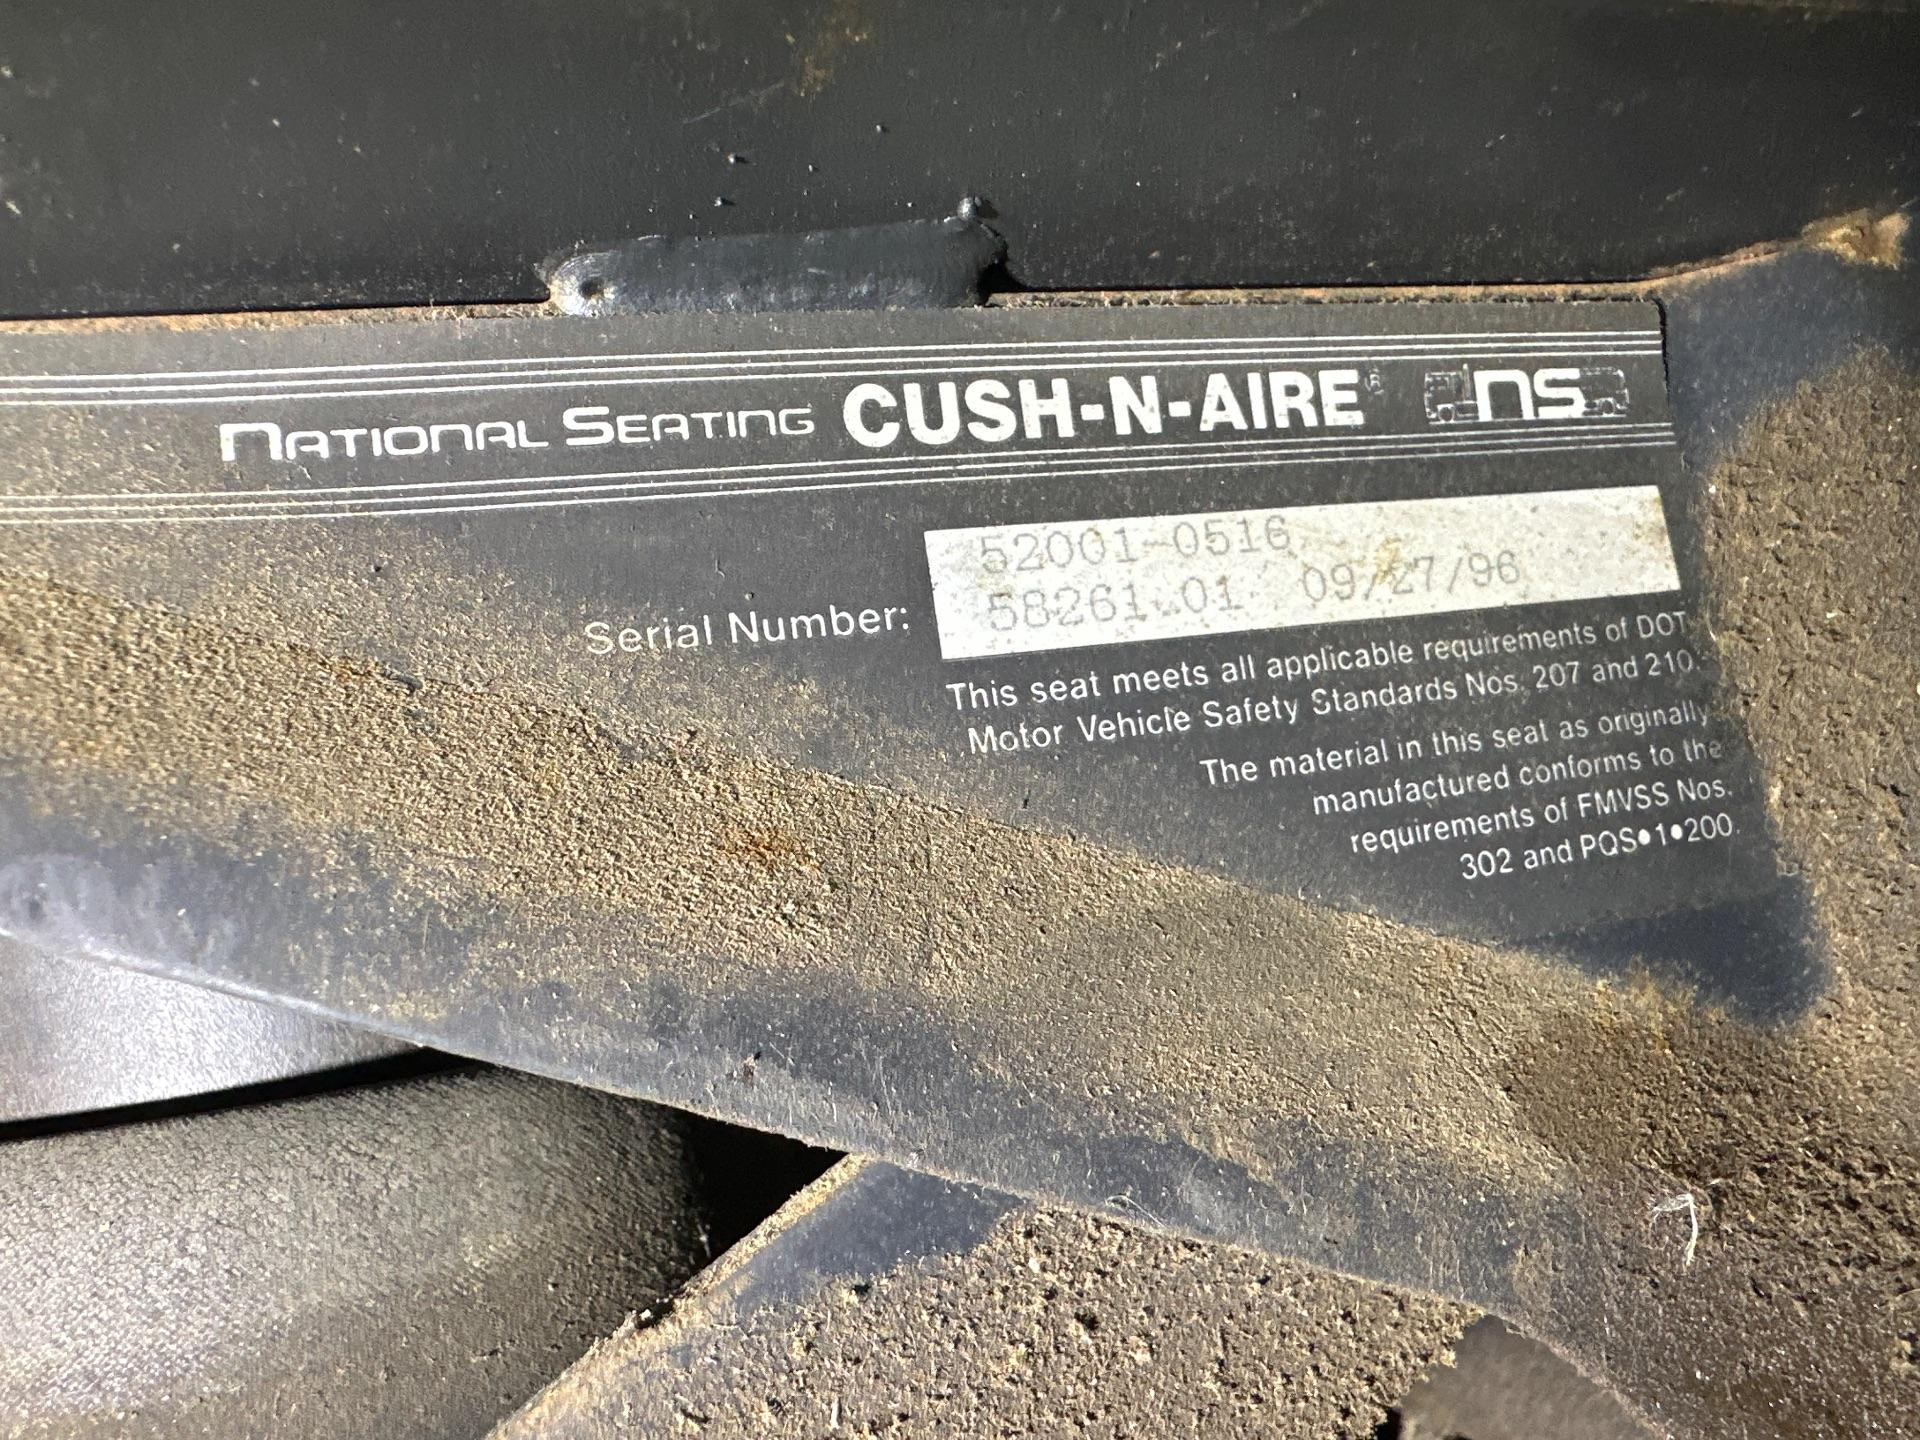 NATIONAL SEATING CUSH-N-AIRE® NS
52001-0516
Serial Number: 58261.01 09/27/96
This seat meets all applicable requirements of DOT
Motor Vehicle Safety Standards Nos. 207 and 210.
The material in this seat as originally
manufactured conforms to the
requirements of FMVSS Nos.
302 and PQS•1•200.